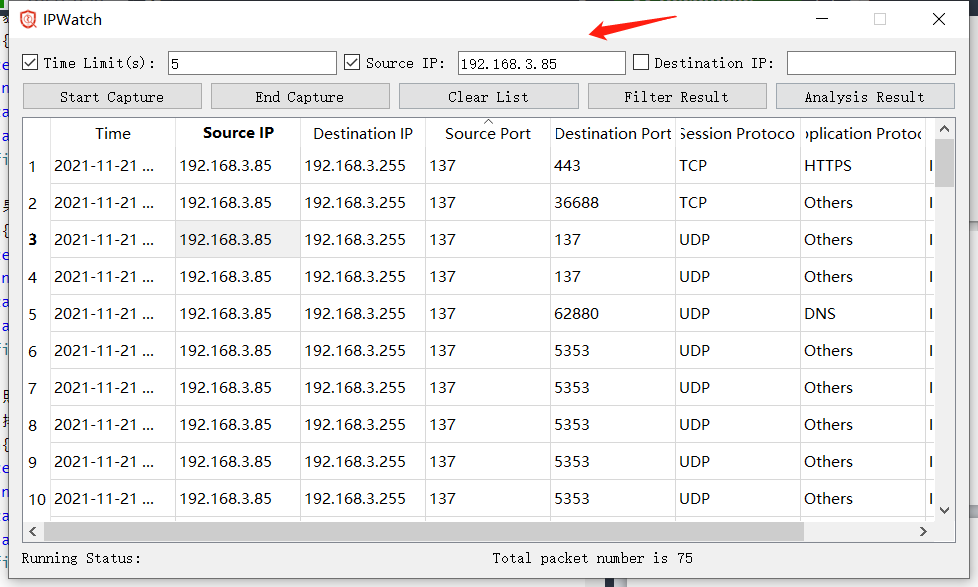 IPWatch
Time Limit(s): 5 Source IP: 192.168.3.85 Destination IP:
Start Capture End Capture Clear List Filter Result Analysis Result
Time Source IP Destination IP Source Port Destination Port Session Protoco pplication Protoc
1 2021-11-21 ... 192.168.3.85 192.168.3.255 137 443 TCP HTTPS
2 2021-11-21 ... 192.168.3.85 192.168.3.255 137 36688 TCP Others
3 2021-11-21 ... 192.168.3.85 192.168.3.255 137 137 UDP Others
4 2021-11-21 ... 192.168.3.85 192.168.3.255 137 137 UDP Others
5 2021-11-21 ... 192.168.3.85 192.168.3.255 137 62880 UDP DNS
6 2021-11-21 ... 192.168.3.85 192.168.3.255 137 5353 UDP Others
7 2021-11-21 ... 192.168.3.85 192.168.3.255 137 5353 UDP Others
8 2021-11-21 ... 192.168.3.85 192.168.3.255 137 5353 UDP Others
9 2021-11-21 ... 192.168.3.85 192.168.3.255 137 5353 UDP Others
10 2021-11-21 ... 192.168.3.85 192.168.3.255 137 5353 UDP Others
Running Status: Total packet number is 75